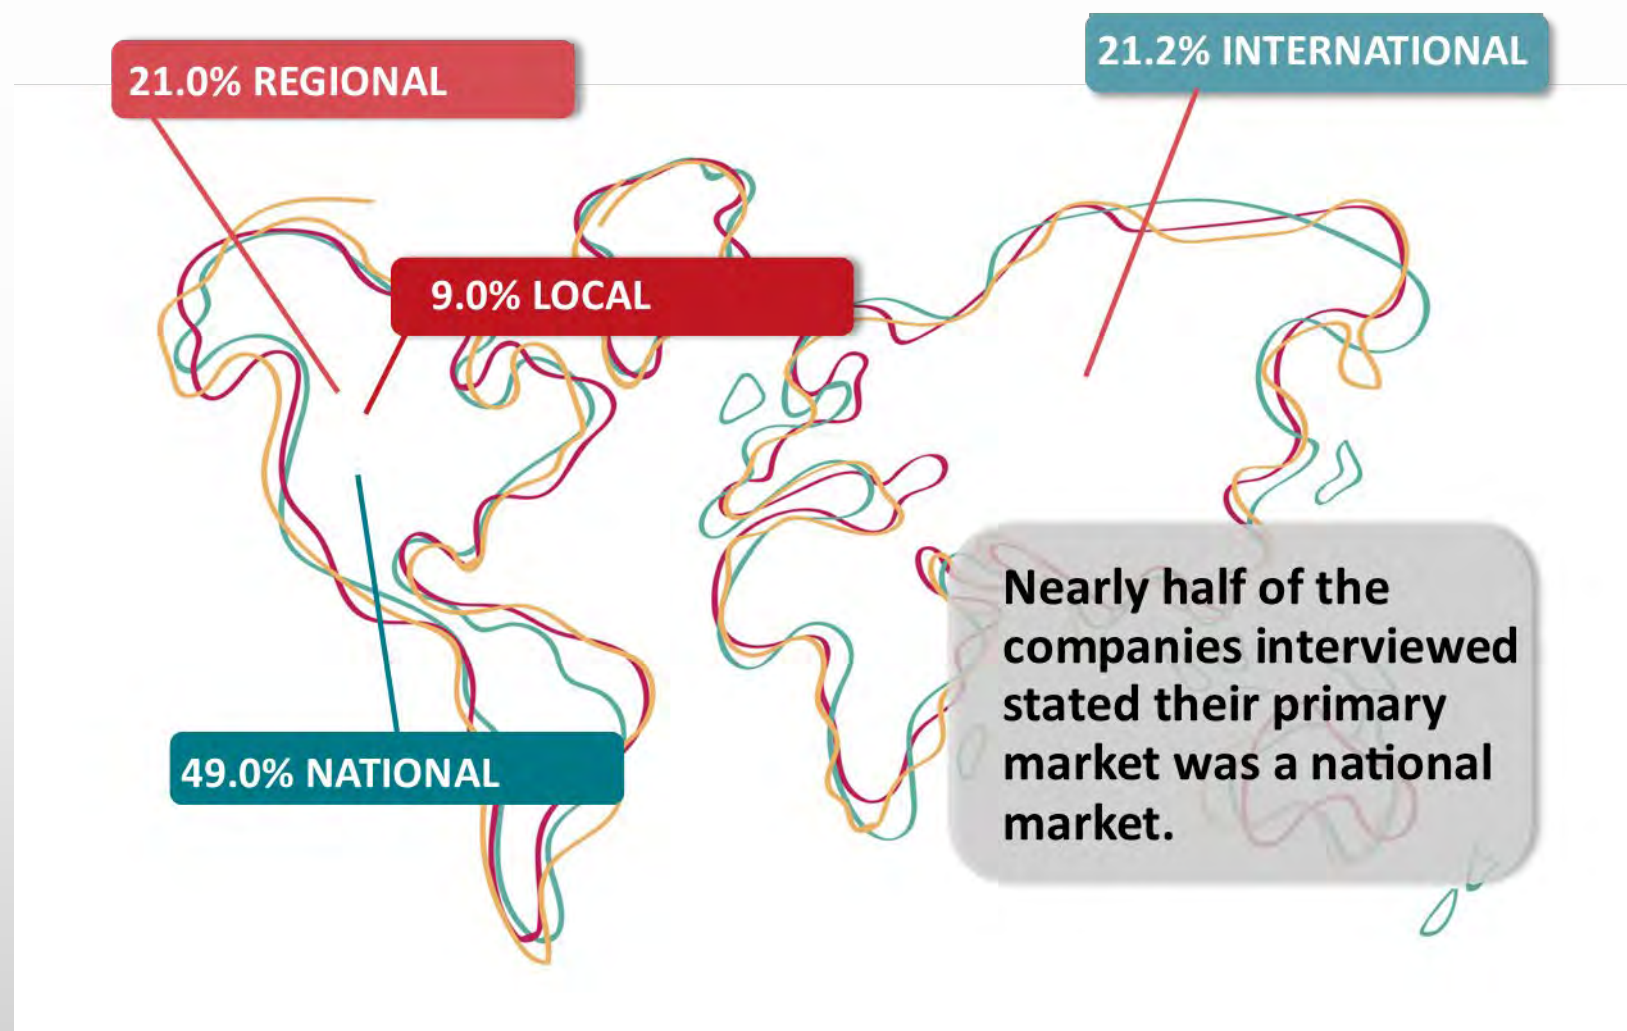 21.0% REGIONAL
21.2% INTERNATIONAL
9.0% LOCAL
49.0% NATIONAL
Nearly half of the
companies interviewed
stated their primary
market was a national
market.